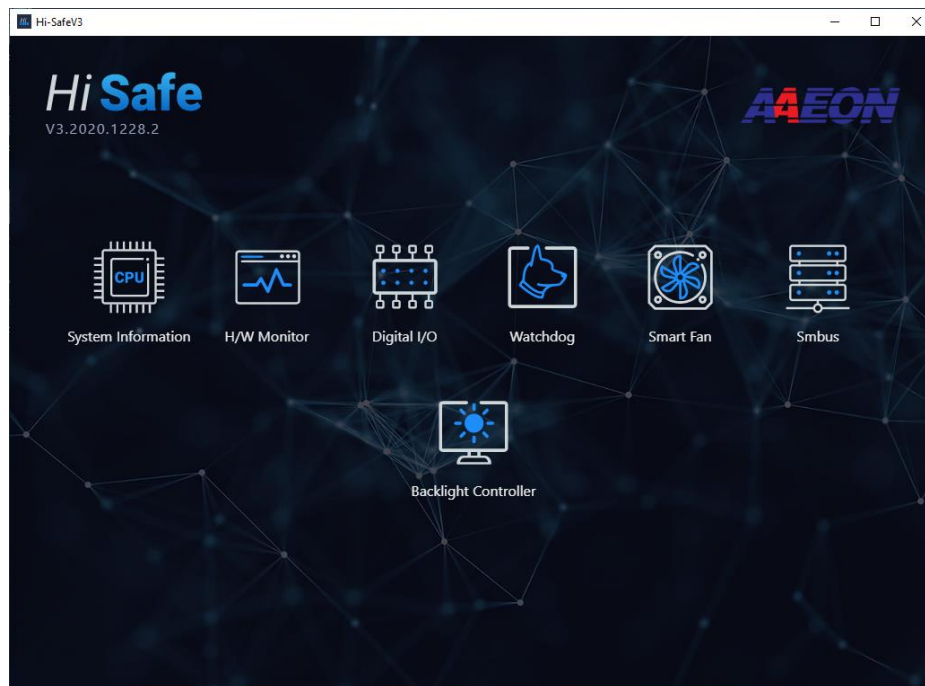 Hi-SafeV3
Hi Safe
AAEON
V3.2020.1228.2
CPU
System Information
H/W Monitor
Digital I/O
Watchdog
Smart Fan
Smbus
Backlight Controller